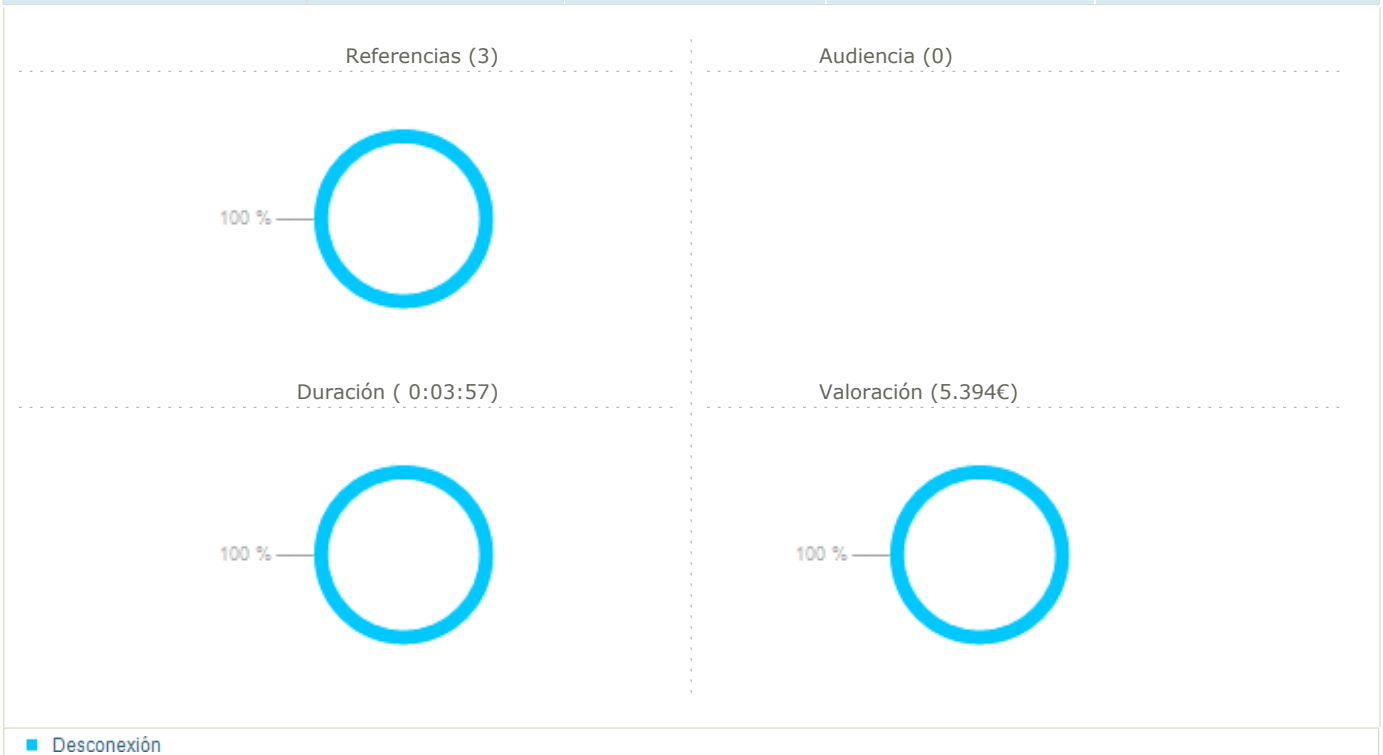 Referencias (3)
Audiencia (0)
100 %
Duración ( 0:03:57)
Valoración (5.394€)
100 %
100 %
Desconexión